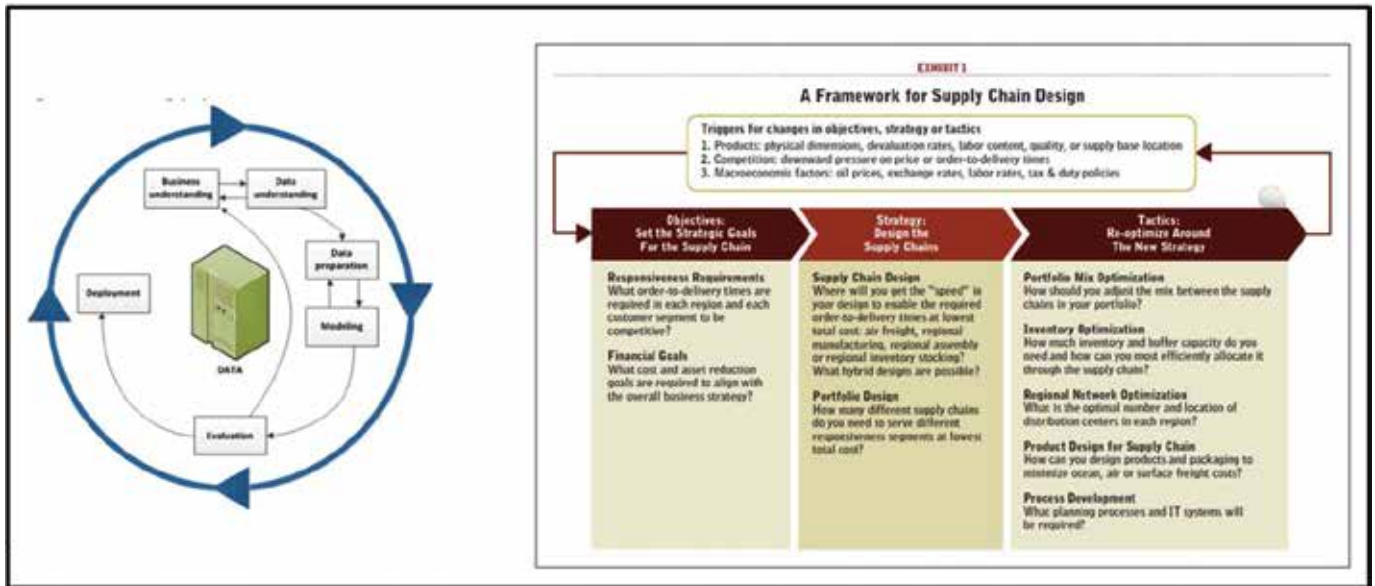 Business
understanding
Data
understanding
Data
preparation
Modeling
Deployment
DATA
Evaluation
EXHIBIT 1
A Framework for Supply Chain Design
Triggers for changes in objectives, strategy or tactics
1. Products: physical dimensions, devaluation rates, labor content, quality, or supply base location
2. Competition: downward pressure on price or order-to-delivery times
3. Macroeconomic factors: oil prices, exchange rates, labor rates, tax & duty policies
Objectives:
Set the Strategic Goals
For the Supply Chain
Responsiveness Requirements
What order-to-delivery times are
required in each region and each
customer segment to be
competitive?
Financial Goals
What cost and asset reduction
goals are required to align with
the overall business strategy?
Strategy:
Design the
Supply Chains
Supply Chain Design
Where will you get the "speed" in
your design to enable the required
order-to-delivery times at lowest
total cost: air freight, regional
manufacturing, regional assembly
or regional inventory stocking?
What hybrid designs are possible?
Portfolio Design
How many different supply chains
do you need to serve different
responsiveness segments at lowest
total cost?
Tactics:
Re-optimize Around
The New Strategy
Portfolio Mix Optimization
How should you adjust the mix between the supply
chains in your portfolio?
Inventory Optimization
How much inventory and buffer capacity do you
need and how can you most efficiently allocate it
through the supply chain?
Regional Network Optimization
What is the optimal number and location of
distribution centers in each region?
Product Design for Supply Chain
How can you design products and packaging to
minimize ocean, air or surface freight costs?
Process Development
What planning processes and IT systems will
be required?